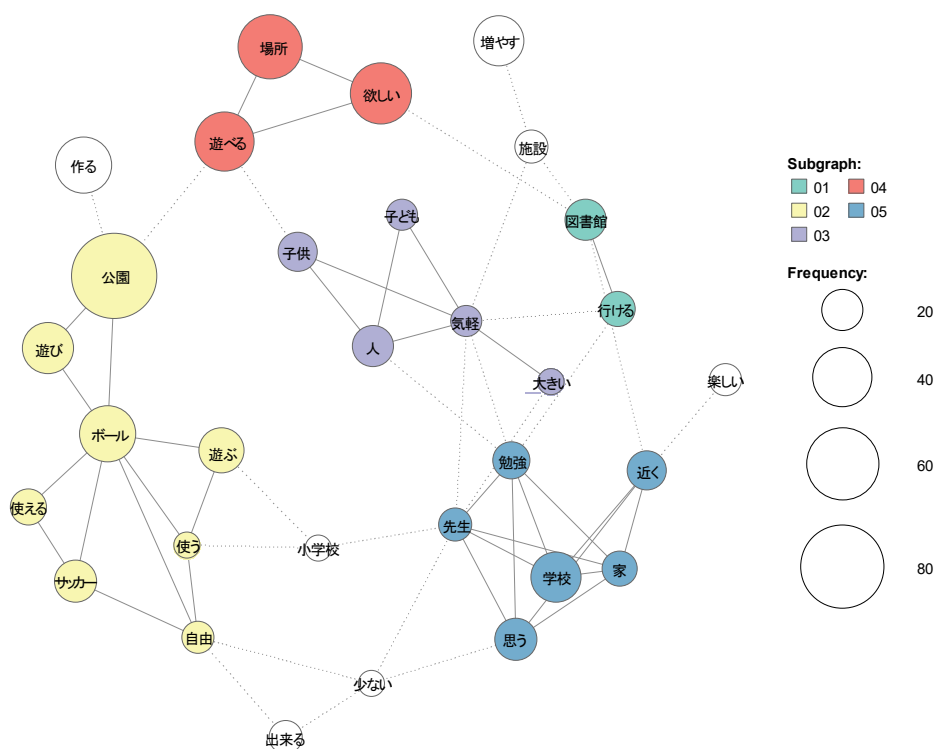 場所
増やす
欲しい
遊べる
施設
作る
子ども
図書館
子供
公園
行ける
気軽
遊び
人
大きい
楽しい
ボール
遊ぶ
勉強
近く
使える
先生
使う
小学校
サッカー
学校
家
自由
思う
少ない
出来る
Subgraph:
01 04
02 05
03
Frequency:
20
40
60
80